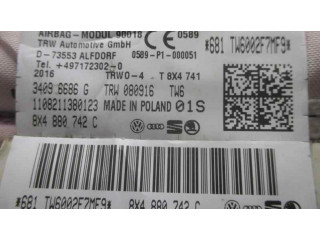 AIRBAG-MODUL 90018 CE 0589
TRW Automotive GmbH 0589-P1-000051
D-73553 ALFDORF
Tel. +497172302-0
2016 TRW0-4 T 8X4 741
3409 8686 G TRW 080916 TW6
1108211380123 MADE IN POLAND 01S
8X4 880 742 C
*681 TW6002F7MF9*
*681 TW6002F7MF9* 8X4 880 742 C